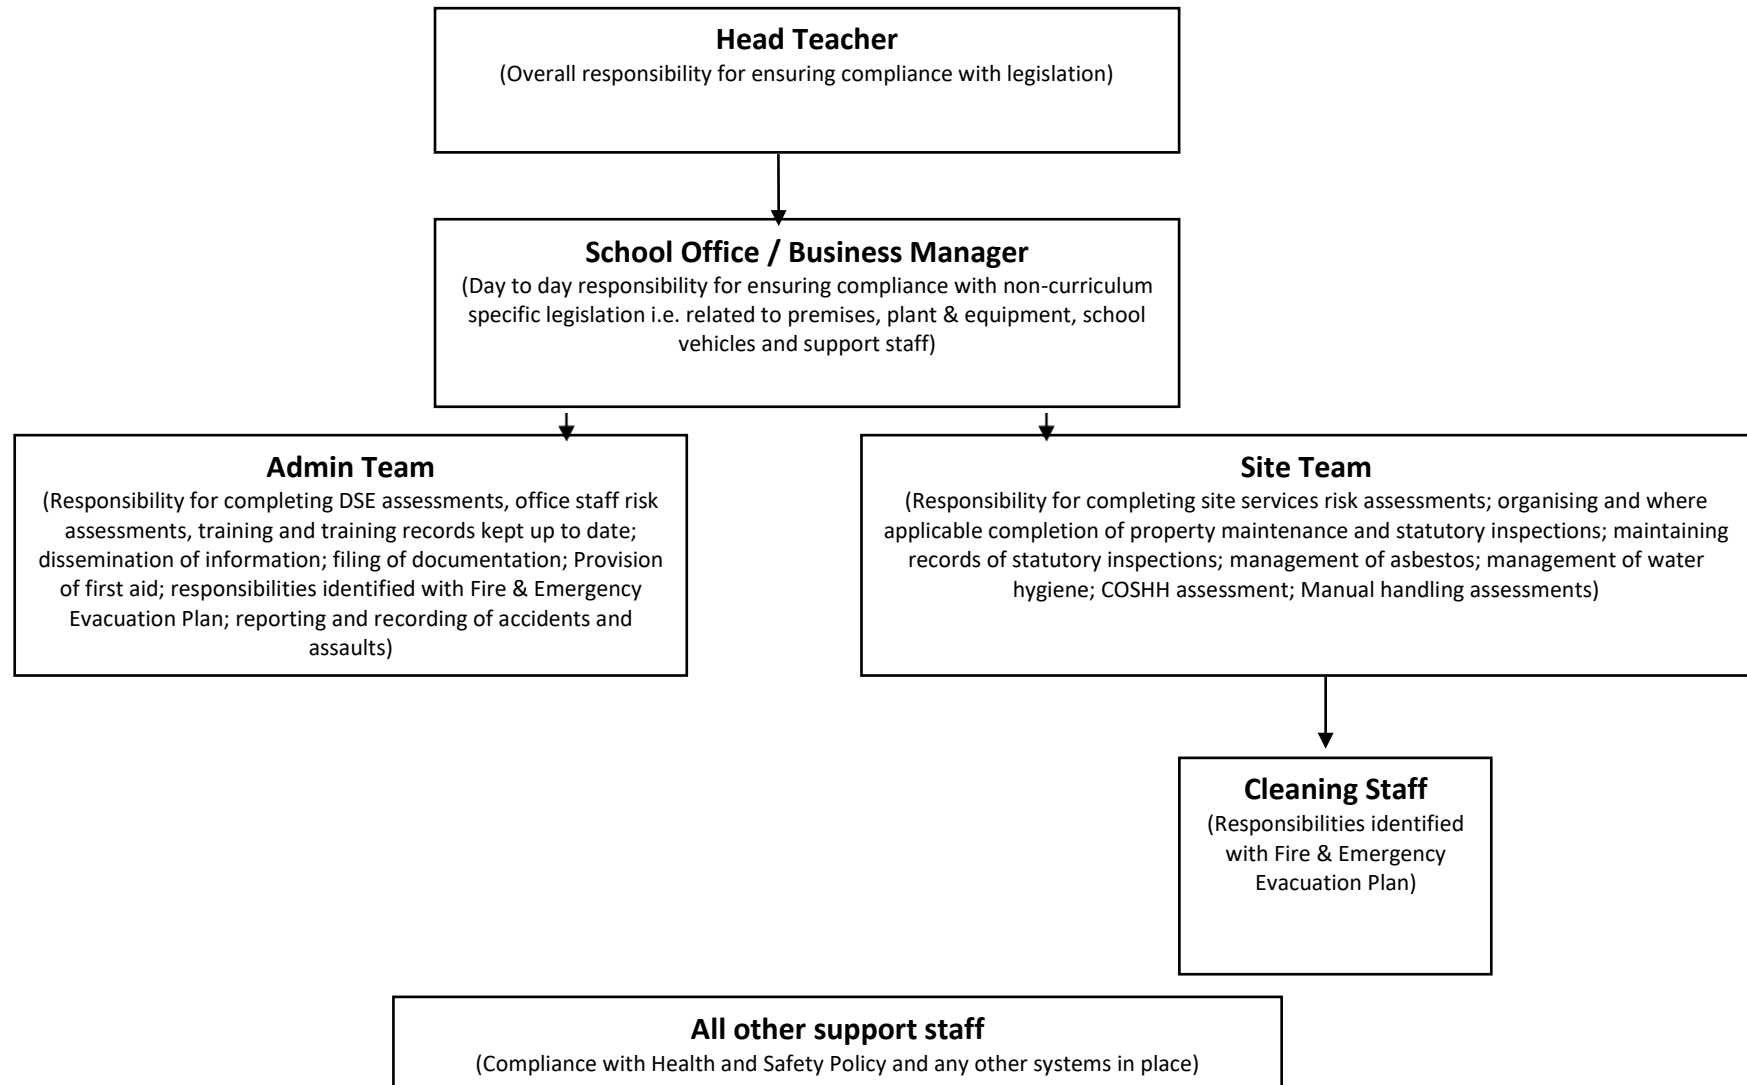 Head Teacher
(Overall responsibility for ensuring compliance with legislation)
School Office / Business Manager
(Day to day responsibility for ensuring compliance with non-curriculum
specific legislation i.e. related to premises, plant & equipment, school
vehicles and support staff)
Admin Team
(Responsibility for completing DSE assessments, office staff risk
assessments, training and training records kept up to date;
dissemination of information; filing of documentation; Provision
of first aid; responsibilities identified with Fire & Emergency
Evacuation Plan; reporting and recording of accidents and
assaults)
Site Team
(Responsibility for completing site services risk assessments; organising and where
applicable completion of property maintenance and statutory inspections; maintaining
records of statutory inspections; management of asbestos; management of water
hygiene; COSHH assessment; Manual handling assessments)
Cleaning Staff
(Responsibilities identified
with Fire & Emergency
Evacuation Plan)
All other support staff
(Compliance with Health and Safety Policy and any other systems in place)